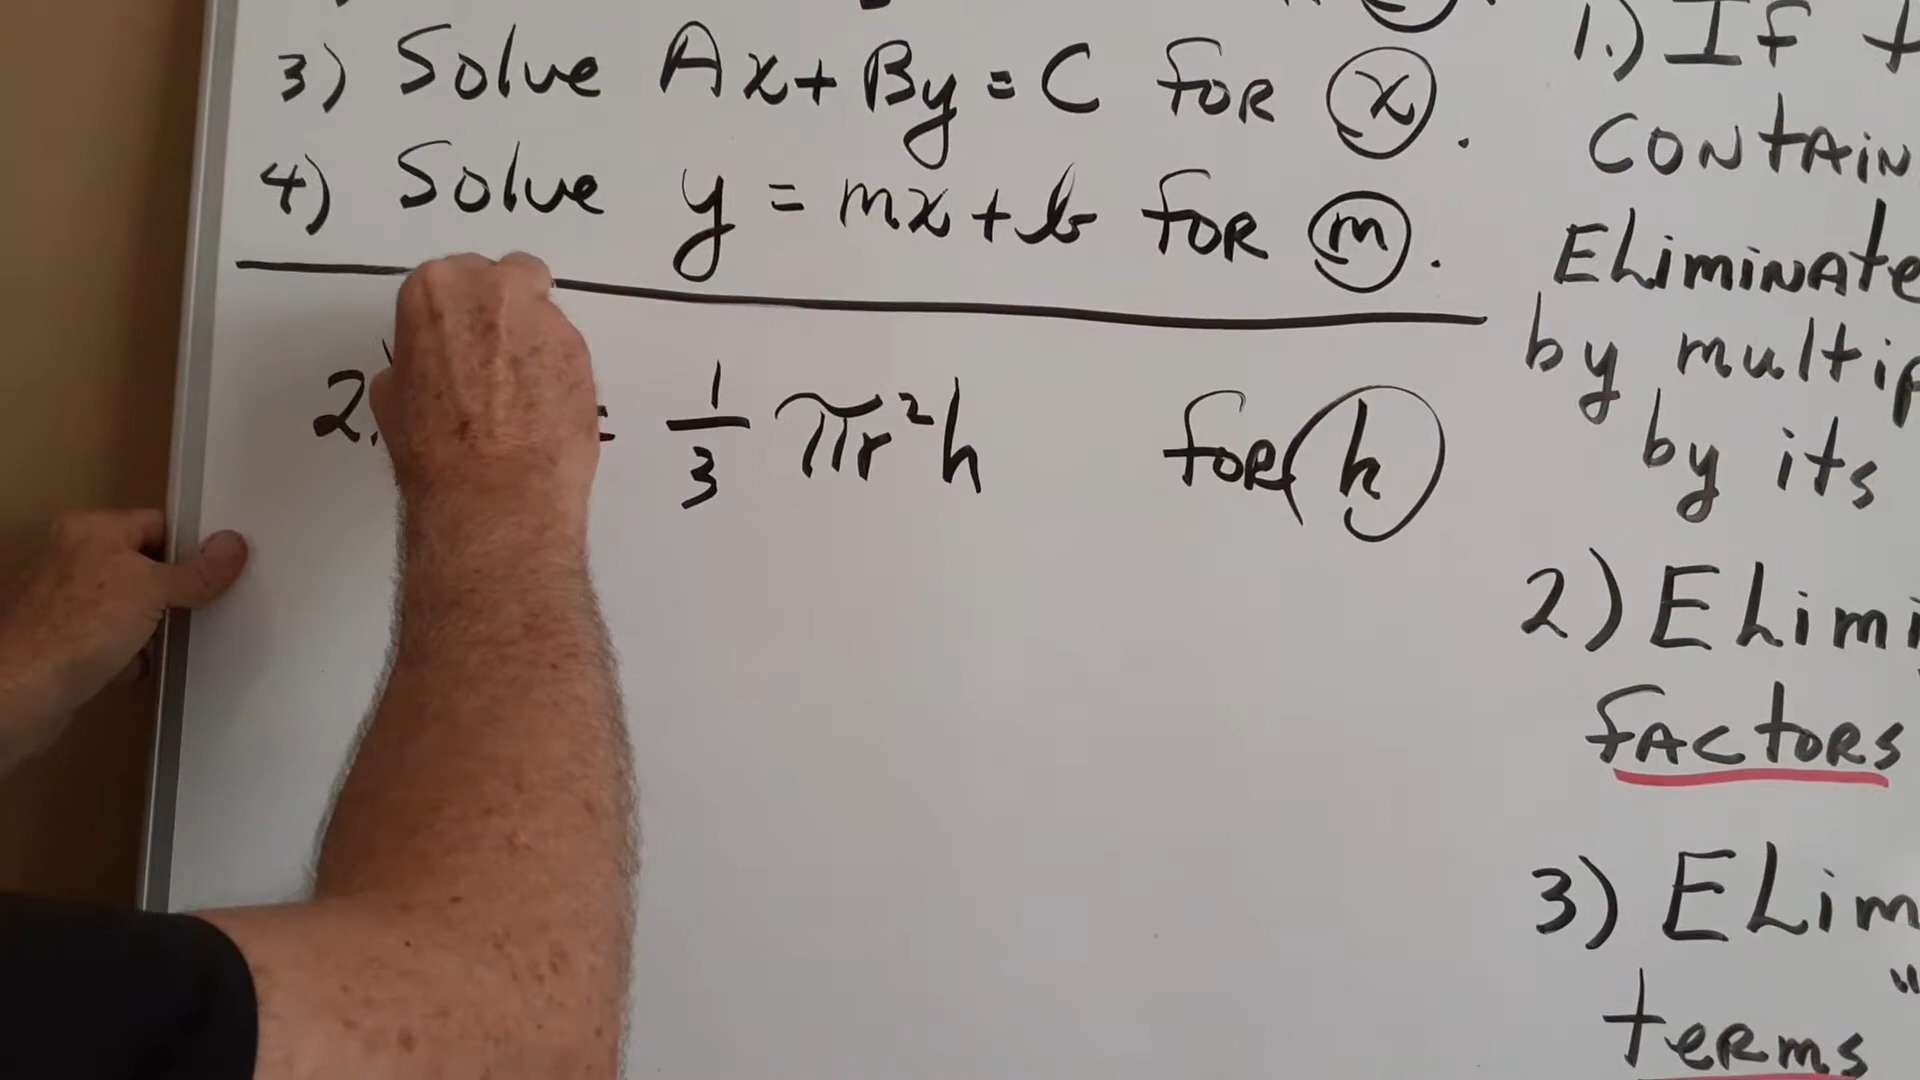 3) Solve Ax + By = C for x.
4) Solve y = mx + b for m.
2. = 1/3 πr²h for h
1.) If
contain
Eliminate
by
by its
2) Elimi
factors
3) Elim
"
terms